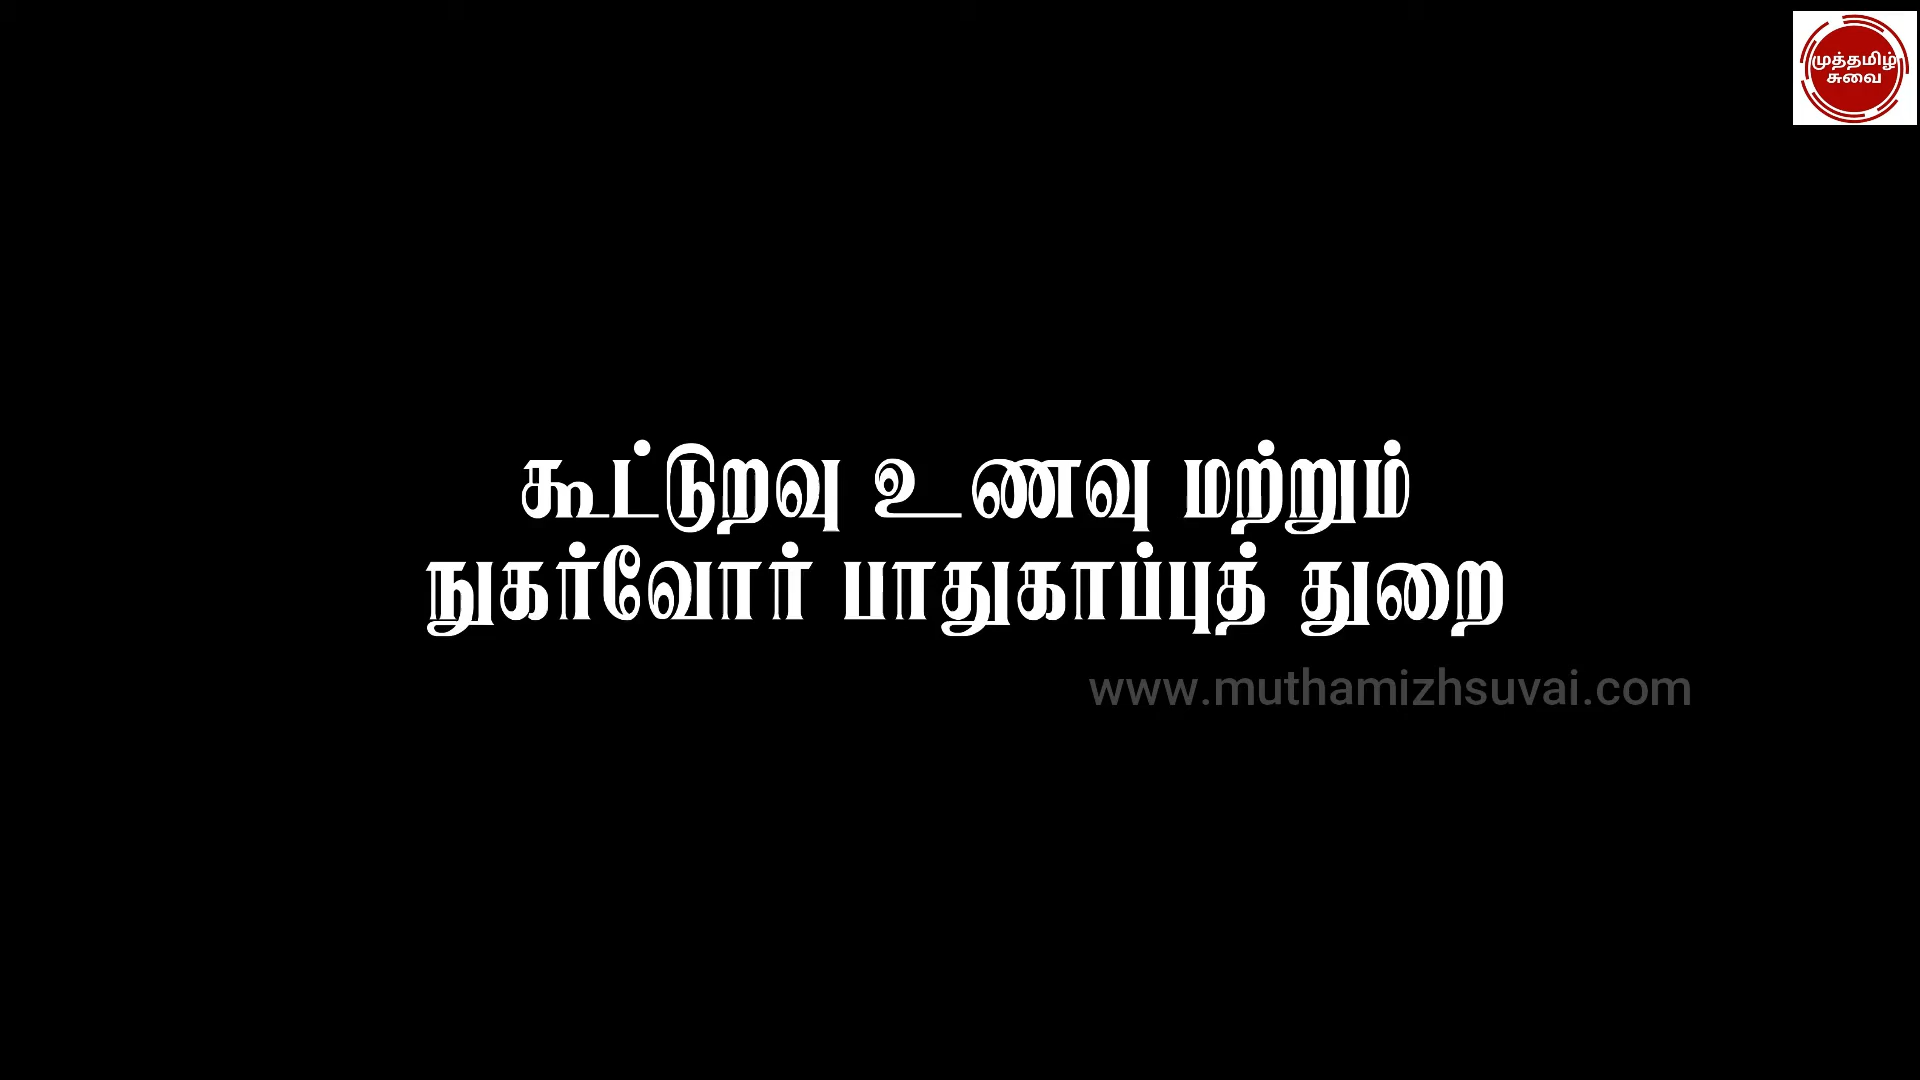 முத்தமிழ்
சுவை
கூட்டுறவு உணவு மற்றும்
நுகர்வோர் பாதுகாப்புத் துறை
www.muthamizhsuvai.com